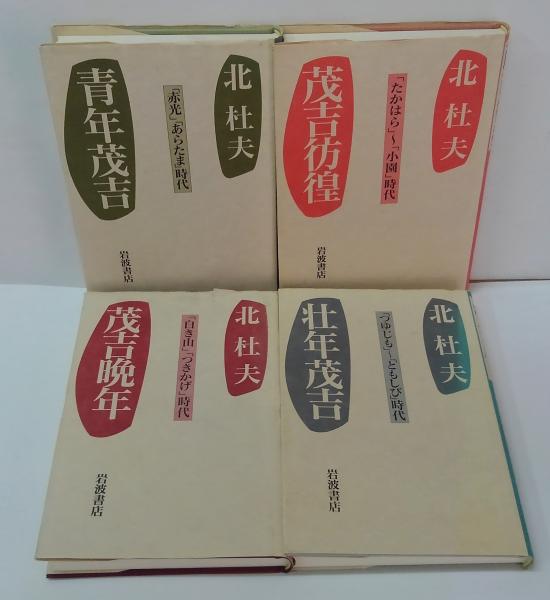 北杜夫
青年茂吉
「赤光」「あらたま」時代
岩波書店
北杜夫
茂吉彷徨
「たかはら」〜「小園」時代
岩波書店
北杜夫
茂吉晩年
「白き山」「つきかげ」時代
岩波書店
北杜夫
壮年茂吉
「つゆじも」〜「ともしび」時代
岩波書店